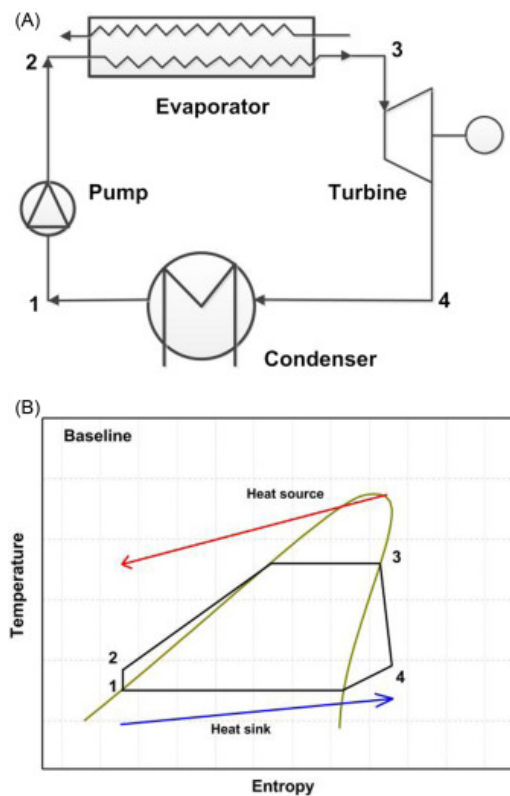 (A)
2
3
Evaporator
Pump
Turbine
1
4
Condenser
(B)
Baseline
Heat source
Temperature
3
2
1
4
Heat sink
Entropy